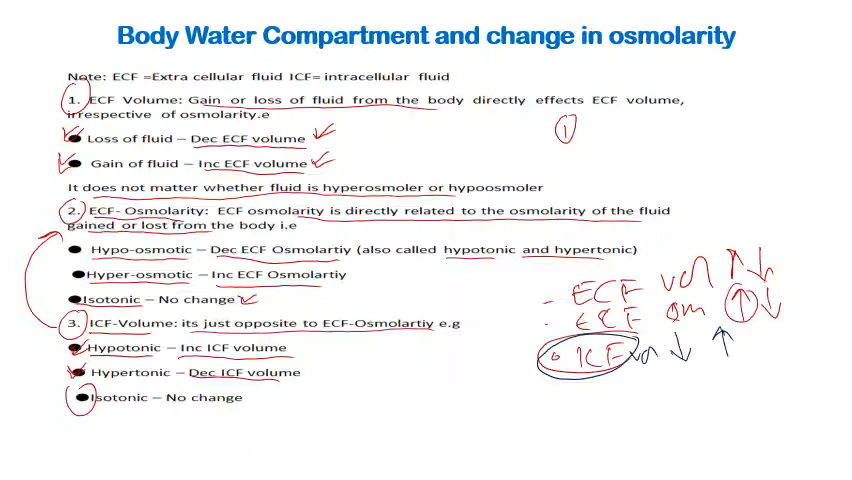 Body Water Compartment and change in osmolarity
Note: ECF =Extra cellular fluid ICF= intracellular fluid
1. ECF Volume: Gain or loss of fluid from the body directly effects ECF volume,
irrespective of osmolarity.e
● Loss of fluid – Dec ECF volume
● Gain of fluid – Inc ECF volume
It does not matter whether fluid is hyperosmoler or hypoosmoler
2. ECF- Osmolarity: ECF osmolarity is directly related to the osmolarity of the fluid
gained or lost from the body i.e
● Hypo-osmotic – Dec ECF Osmolartiy (also called hypotonic and hypertonic)
● Hyper-osmotic – Inc ECF Osmolartiy
● Isotonic – No change
3. ICF-Volume: its just opposite to ECF-Osmolartiy e.g
● Hypotonic – Inc ICF volume
● Hypertonic – Dec ICF volume
● Isotonic – No change
1
- ECF vol ↑ ↓
- ECF om ↑ ↓
• ICF vol ↓ ↑